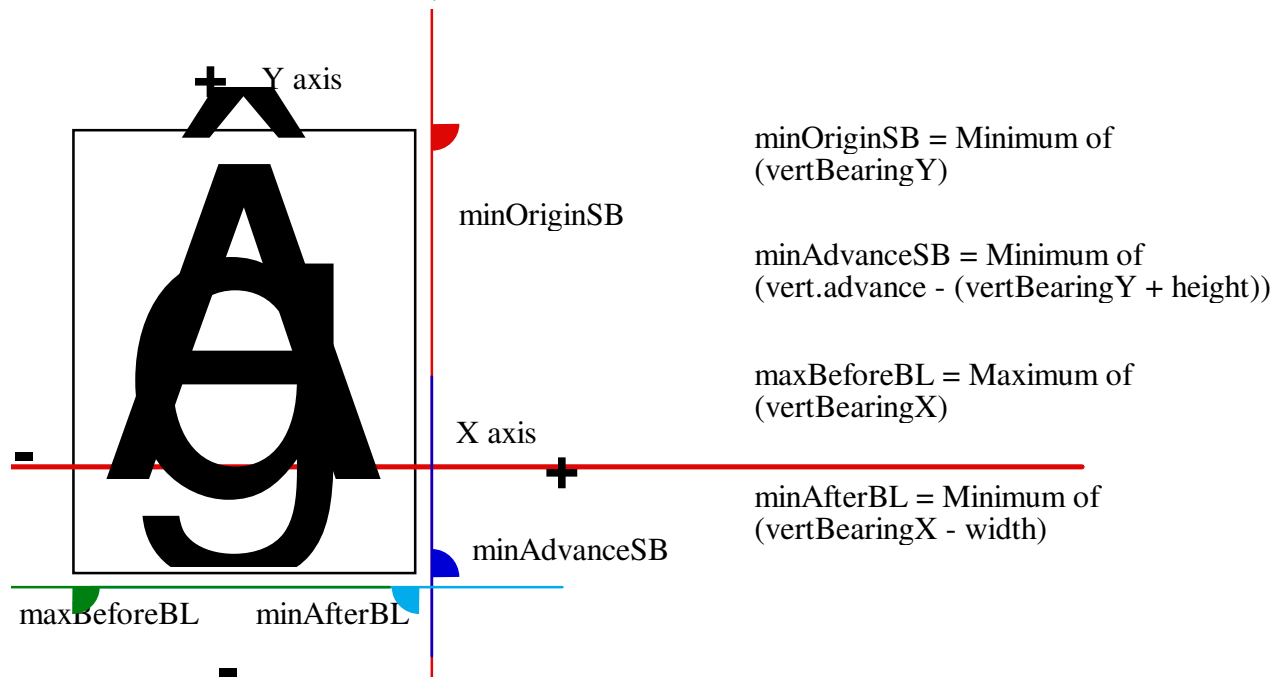 + Y axis
Â
A
g
minOriginSB
X axis
-
+
minAdvanceSB
maxBeforeBL
minAfterBL
-
minOriginSB = Minimum of
(vertBearingY)
minAdvanceSB = Minimum of
(vert.advance - (vertBearingY + height))
maxBeforeBL = Maximum of
(vertBearingX)
minAfterBL = Minimum of
(vertBearingX - width)